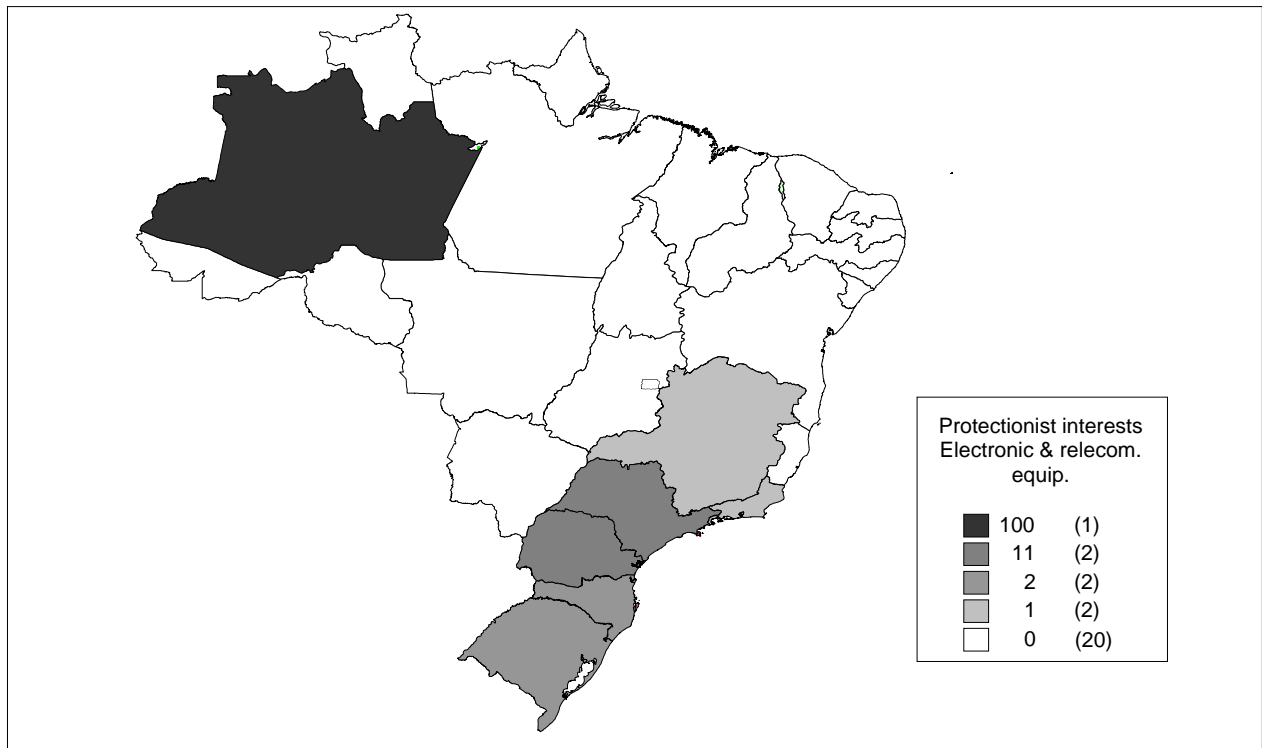 Protectionist interests
Electronic & relecom.
equip.
100 (1)
11 (2)
2 (2)
1 (2)
0 (20)